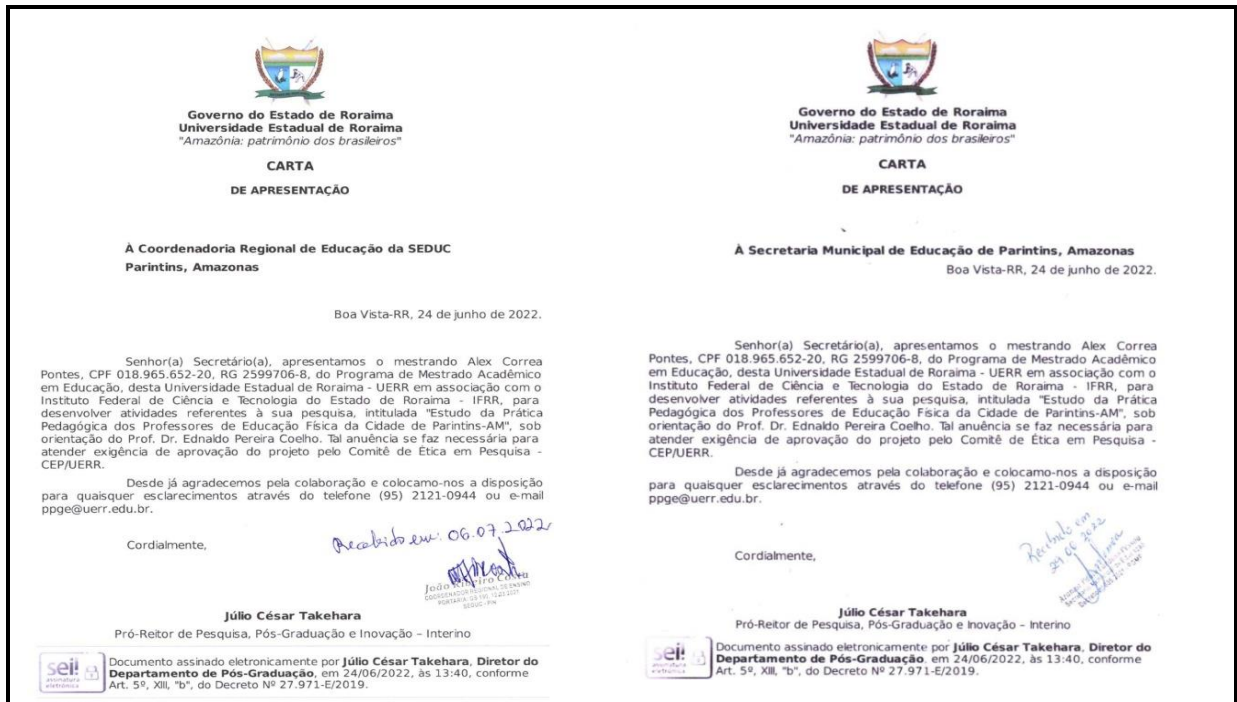 Governo do Estado de Roraima
Universidade Estadual de Roraima
"Amazônia: patrimônio dos brasileiros"
CARTA
DE APRESENTAÇÃO
À Coordenadoria Regional de Educação da SEDUC
Parintins, Amazonas
Boa Vista-RR, 24 de junho de 2022.
Senhor(a) Secretário(a), apresentamos o mestrando Alex Correa
Pontes, CPF 018.965.652-20, RG 2599706-8, do Programa de Mestrado Acadêmico
em Educação, desta Universidade Estadual de Roraima - UERR em associação com o
Instituto Federal de Ciência e Tecnologia do Estado de Roraima - IFRR, para
desenvolver atividades referentes à sua pesquisa, intitulada "Estudo da Prática
Pedagógica dos Professores de Educação Física da Cidade de Parintins-AM", sob
orientação do Prof. Dr. Ednaldo Pereira Coelho. Tal anuência se faz necessária para
atender exigência de aprovação do projeto pelo Comitê de Ética em Pesquisa -
CEP/UERR.
Desde já agradecemos pela colaboração e colocamo-nos a disposição
para quaisquer esclarecimentos através do telefone (95) 2121-0944 ou e-mail
ppge@uerr.edu.br.
Recebido em: 06.07.2022
Cordialmente,
João Ribeiro Costa
COORDENADOR REGIONAL DE ENSINO
SEDUC - PIN
Júlio César Takehara
Pró-Reitor de Pesquisa, Pós-Graduação e Inovação – Interino
sei!
assinatura
eletrônica
Documento assinado eletronicamente por Júlio César Takehara, Diretor do
Departamento de Pós-Graduação, em 24/06/2022, às 13:40, conforme
Art. 5º, XIII, "b", do Decreto Nº 27.971-E/2019.
Governo do Estado de Roraima
Universidade Estadual de Roraima
"Amazônia: patrimônio dos brasileiros"
CARTA
DE APRESENTAÇÃO
À Secretaria Municipal de Educação de Parintins, Amazonas
Boa Vista-RR, 24 de junho de 2022.
Senhor(a) Secretário(a), apresentamos o mestrando Alex Correa
Pontes, CPF 018.965.652-20, RG 2599706-8, do Programa de Mestrado Acadêmico
em Educação, desta Universidade Estadual de Roraima - UERR em associação com o
Instituto Federal de Ciência e Tecnologia do Estado de Roraima - IFRR, para
desenvolver atividades referentes à sua pesquisa, intitulada "Estudo da Prática
Pedagógica dos Professores de Educação Física da Cidade de Parintins-AM", sob
orientação do Prof. Dr. Ednaldo Pereira Coelho. Tal anuência se faz necessária para
atender exigência de aprovação do projeto pelo Comitê de Ética em Pesquisa -
CEP/UERR.
Desde já agradecemos pela colaboração e colocamo-nos a disposição
para quaisquer esclarecimentos através do telefone (95) 2121-0944 ou e-mail
ppge@uerr.edu.br.
Recebido em
Cordialmente,
Júlio César Takehara
Pró-Reitor de Pesquisa, Pós-Graduação e Inovação – Interino
sei!
assinatura
eletrônica
Documento assinado eletronicamente por Júlio César Takehara, Diretor do
Departamento de Pós-Graduação, em 24/06/2022, às 13:40, conforme
Art. 5º, XIII, "b", do Decreto Nº 27.971-E/2019.